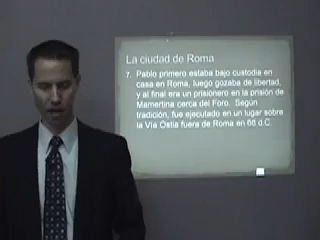 La ciudad de Roma
7. Pablo primero estaba bajo custodia en
casa en Roma, luego gozaba de libertad,
y al final era un prisionero en la prisión de
Mamertina cerca del Foro. Según
tradición, fue ejecutado en un lugar sobre
la Vía Ostia fuera de Roma en 66 d.C.